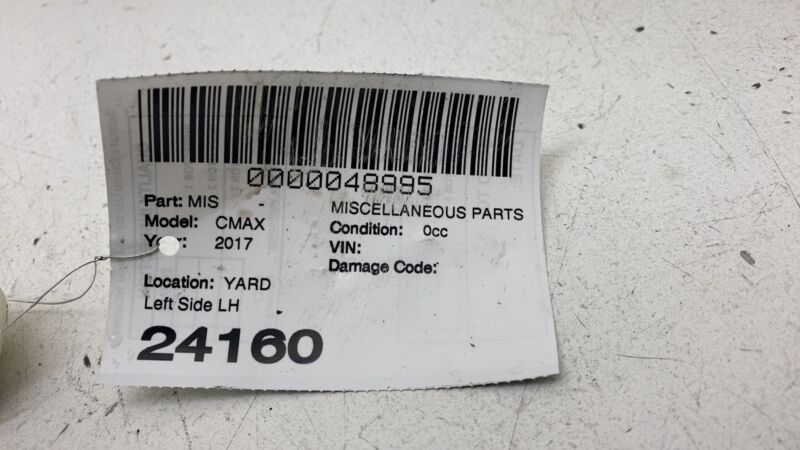 0000048995
Part: MIS - MISCELLANEOUS PARTS
Model: CMAX Condition: 0cc
Year: 2017 VIN:
Damage Code:
Location: YARD
Left Side LH
24160